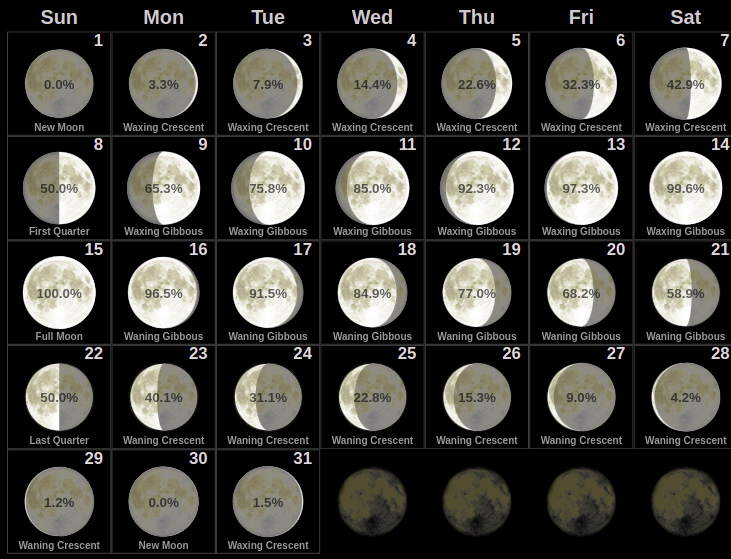 Sun Mon Tue Wed Thu Fri Sat
1 2 3 4 5 6 7
0.0% 3.3% 7.9% 14.4% 22.6% 32.3% 42.9%
New Moon Waxing Crescent Waxing Crescent Waxing Crescent Waxing Crescent Waxing Crescent Waxing Crescent
8 9 10 11 12 13 14
50.0% 65.3% 75.8% 85.0% 92.3% 97.3% 99.6%
First Quarter Waxing Gibbous Waxing Gibbous Waxing Gibbous Waxing Gibbous Waxing Gibbous Waxing Gibbous
15 16 17 18 19 20 21
100.0% 96.5% 91.5% 84.9% 77.0% 68.2% 58.9%
Full Moon Waning Gibbous Waning Gibbous Waning Gibbous Waning Gibbous Waning Gibbous Waning Gibbous
22 23 24 25 26 27 28
50.0% 40.1% 31.1% 22.8% 15.3% 9.0% 4.2%
Last Quarter Waning Crescent Waning Crescent Waning Crescent Waning Crescent Waning Crescent Waning Crescent
29 30 31
1.2% 0.0% 1.5%
Waning Crescent New Moon Waxing Crescent